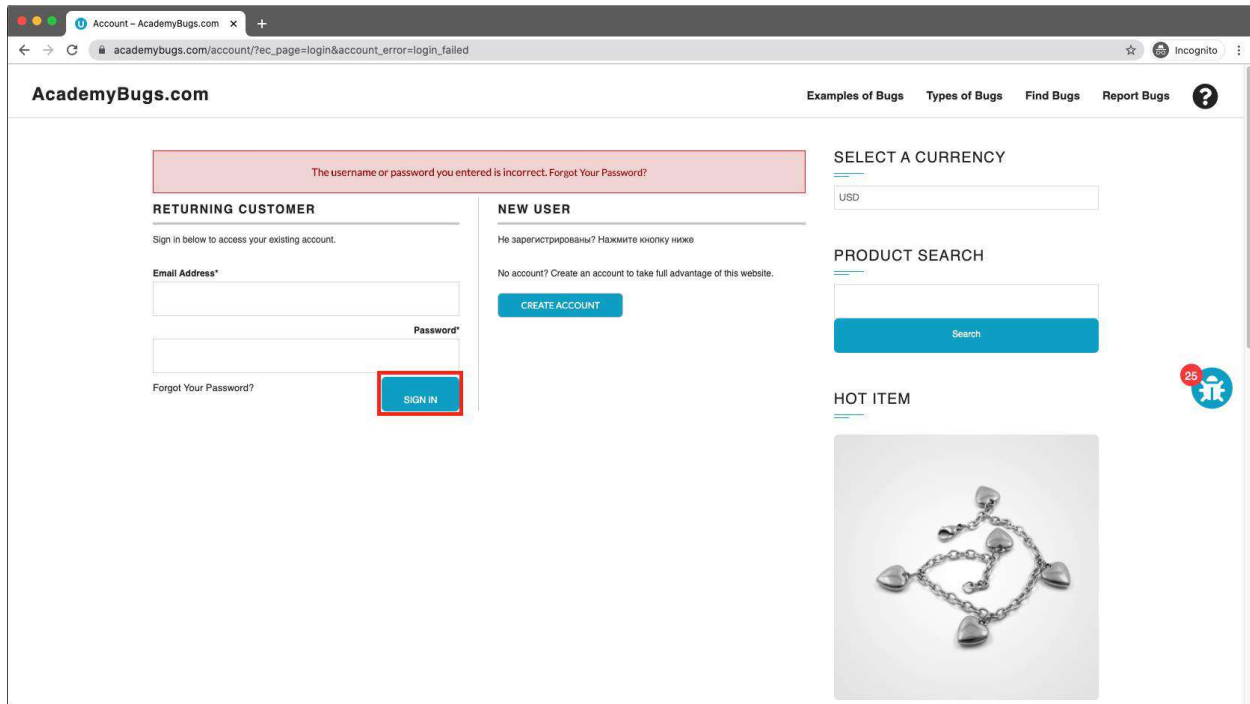 Account – AcademyBugs.com
academybugs.com/account/?ec_page=login&account_error=login_failed
Incognito
AcademyBugs.com
Examples of Bugs
Types of Bugs
Find Bugs
Report Bugs
?
The username or password you entered is incorrect. Forgot Your Password?
RETURNING CUSTOMER
Sign in below to access your existing account.
Email Address*
Password*
Forgot Your Password?
SIGN IN
NEW USER
Не зарегистрированы? Нажмите кнопку ниже
No account? Create an account to take full advantage of this website.
CREATE ACCOUNT
SELECT A CURRENCY
USD
PRODUCT SEARCH
Search
HOT ITEM
25